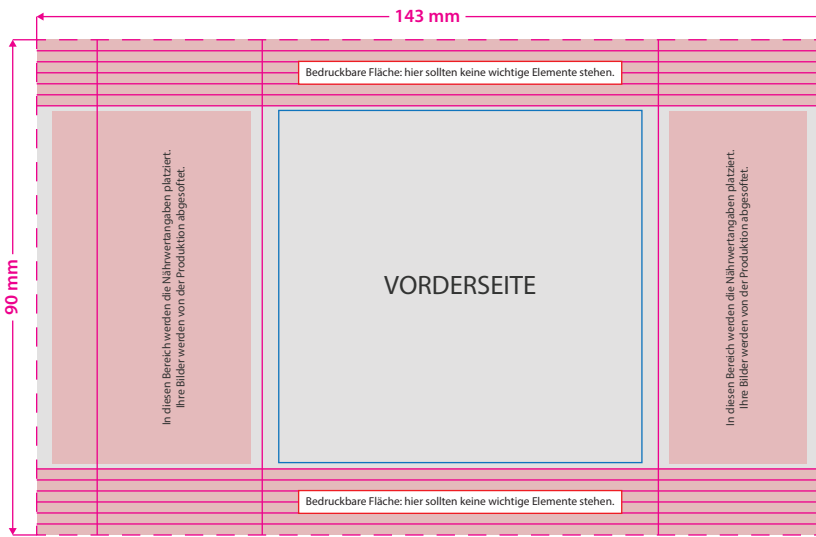 143 mm
Bedruckbare Fläche: hier sollten keine wichtige Elemente stehen.
90 mm
In diesen Bereich werden die Nährwertangaben platziert.
Ihre Bilder werden von der Produktion abgesoftet.
VORDERSEITE
In diesen Bereich werden die Nährwertangaben platziert.
Ihre Bilder werden von der Produktion abgesoftet.
Bedruckbare Fläche: hier sollten keine wichtige Elemente stehen.